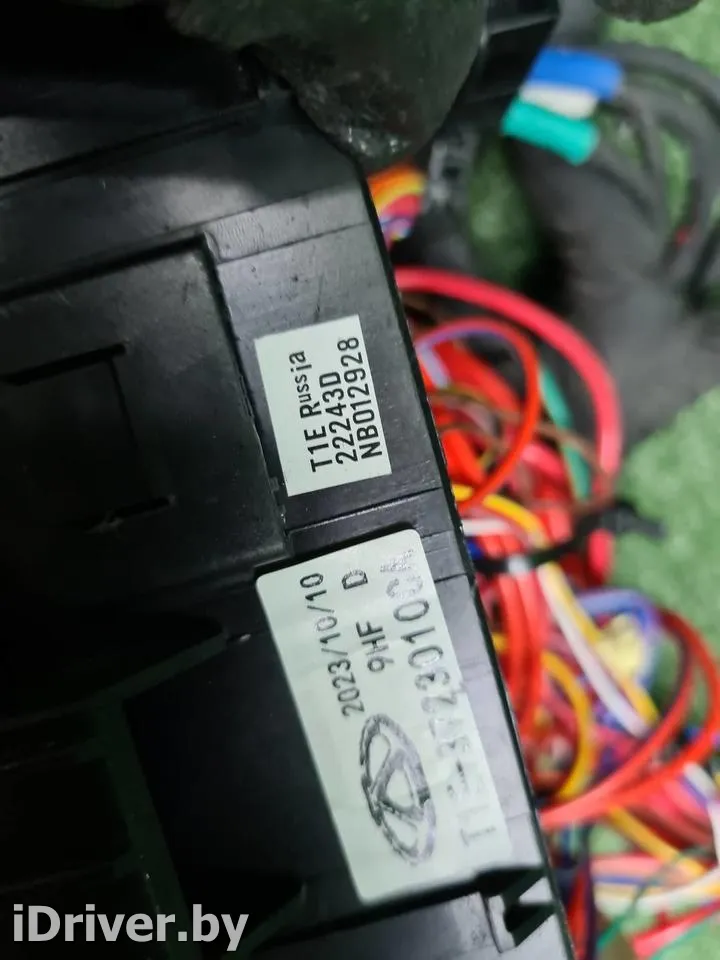 T1E Russia
22243D
NB012928
2023/10/10
9HF D
iDriver.by